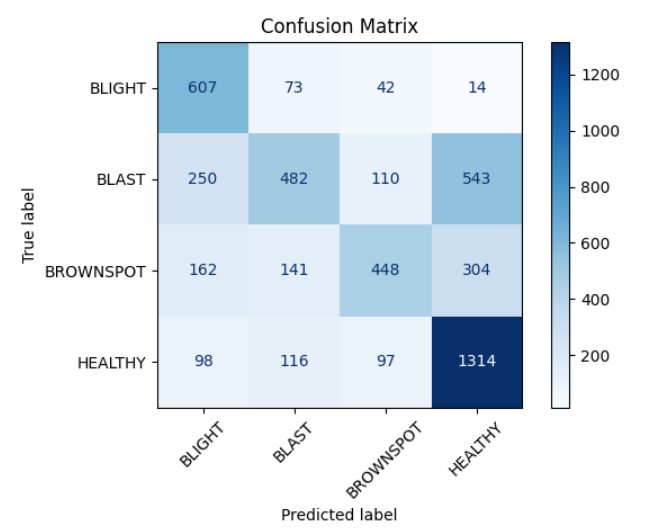 Confusion Matrix
BLIGHT 607 73 42 14
BLAST 250 482 110 543
BROWNSPOT 162 141 448 304
HEALTHY 98 116 97 1314
BLIGHT BLAST BROWNSPOT HEALTHY
Predicted label
True label
1200
1000
800
600
400
200